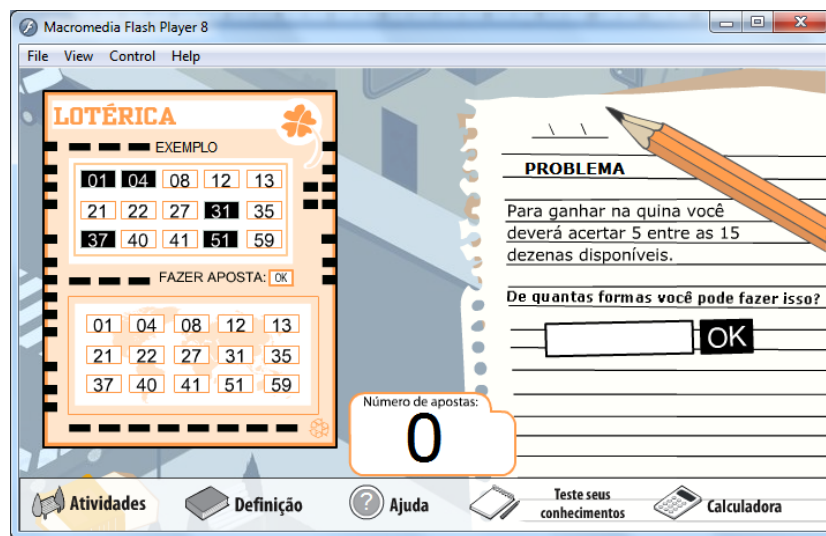 Macromedia Flash Player 8
File View Control Help
LOTÉRICA
EXEMPLO
01 04 08 12 13
21 22 27 31 35
37 40 41 51 59
FAZER APOSTA: OK
01 04 08 12 13
21 22 27 31 35
37 40 41 51 59
Número de apostas:
0
PROBLEMA
Para ganhar na quina você
deverá acertar 5 entre as 15
dezenas disponíveis.
De quantas formas você pode fazer isso?
OK
Atividades
Definição
? Ajuda
Teste seus
conhecimentos
Calculadora